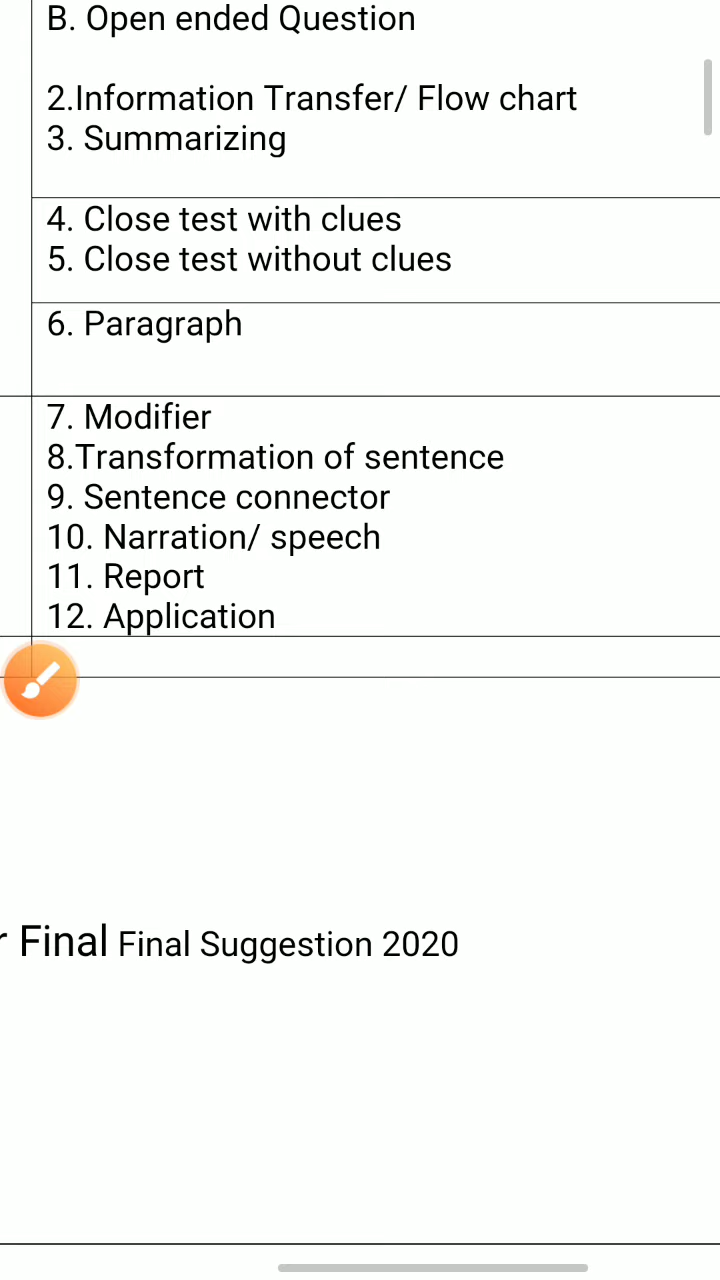 B. Open ended Question
2.Information Transfer/ Flow chart
3. Summarizing
4. Close test with clues
5. Close test without clues
6. Paragraph
7. Modifier
8.Transformation of sentence
9. Sentence connector
10. Narration/ speech
11. Report
12. Application
Final Final Suggestion 2020